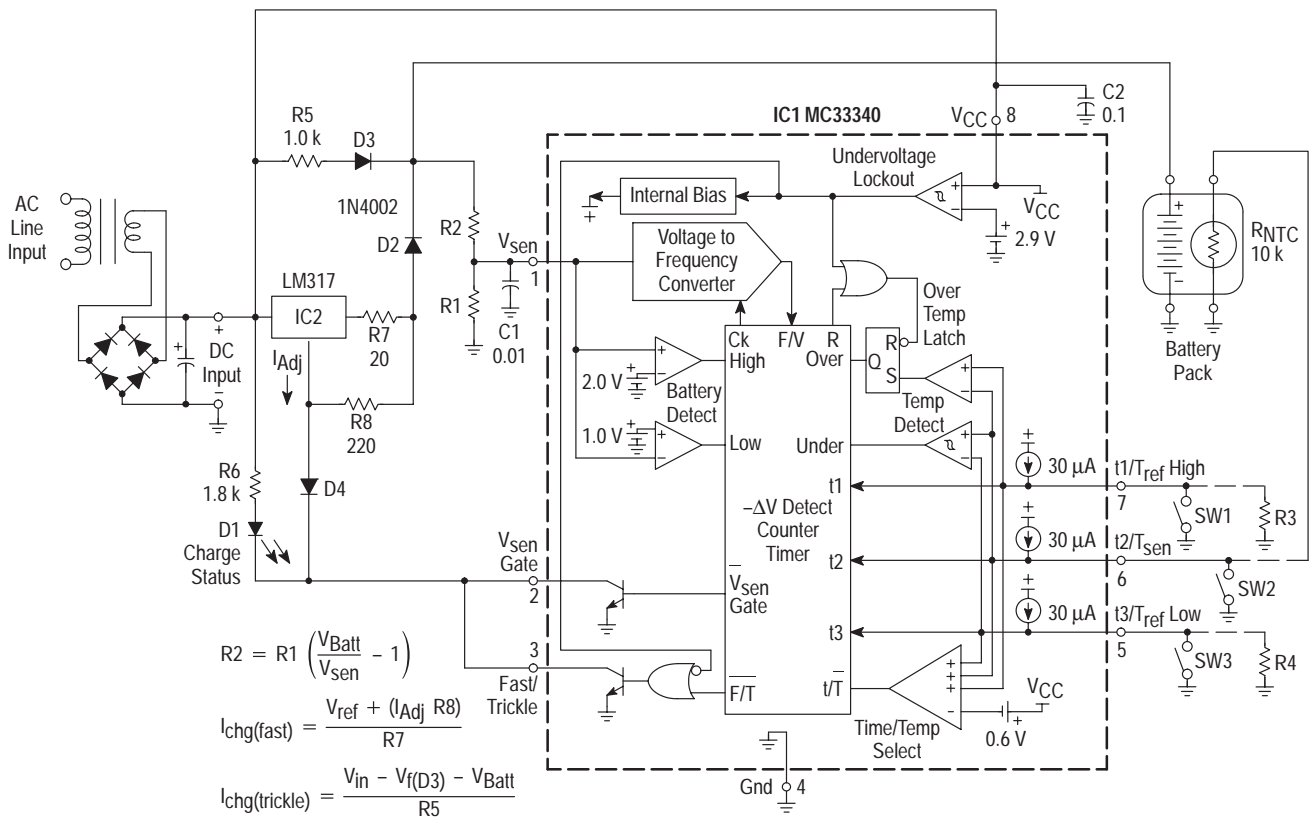 IC1 MC33340
VCC
8
C2
0.1
R5
1.0 k
D3
1N4002
AC
Line
Input
LM317
IC2
D2
R2
R1
Vsen
1
C1
0.01
R7
20
IAdj
R8
220
+
DC
Input
−
R6
1.8 k
D1
Charge
Status
D4
Undervoltage
Lockout
VCC
2.9 V
Internal Bias
Voltage to
Frequency
Converter
Over
Temp
Latch
Ck
F/V
R
High
Over
Q
R
S
2.0 V
Battery
Detect
1.0 V
Low
Temp
Detect
Under
30 µA
t1
t1/Tref High
7
SW1
R3
−ΔV Detect
Counter
Timer
30 µA
t2
t2/Tsen
6
SW2
30 µA
t3
t3/Tref Low
5
SW3
R4
RNTC
10 k
Battery
Pack
Vsen
Gate
2
Vsen
Gate
3
Fast/
Trickle
F/T
t/T
Time/Temp
Select
VCC
0.6 V
Gnd
4
R2 = R1 (VBatt/Vsen − 1)
Ichg(fast) = Vref + (IAdj R8)/R7
Ichg(trickle) = Vin − Vf(D3) − VBatt/R5